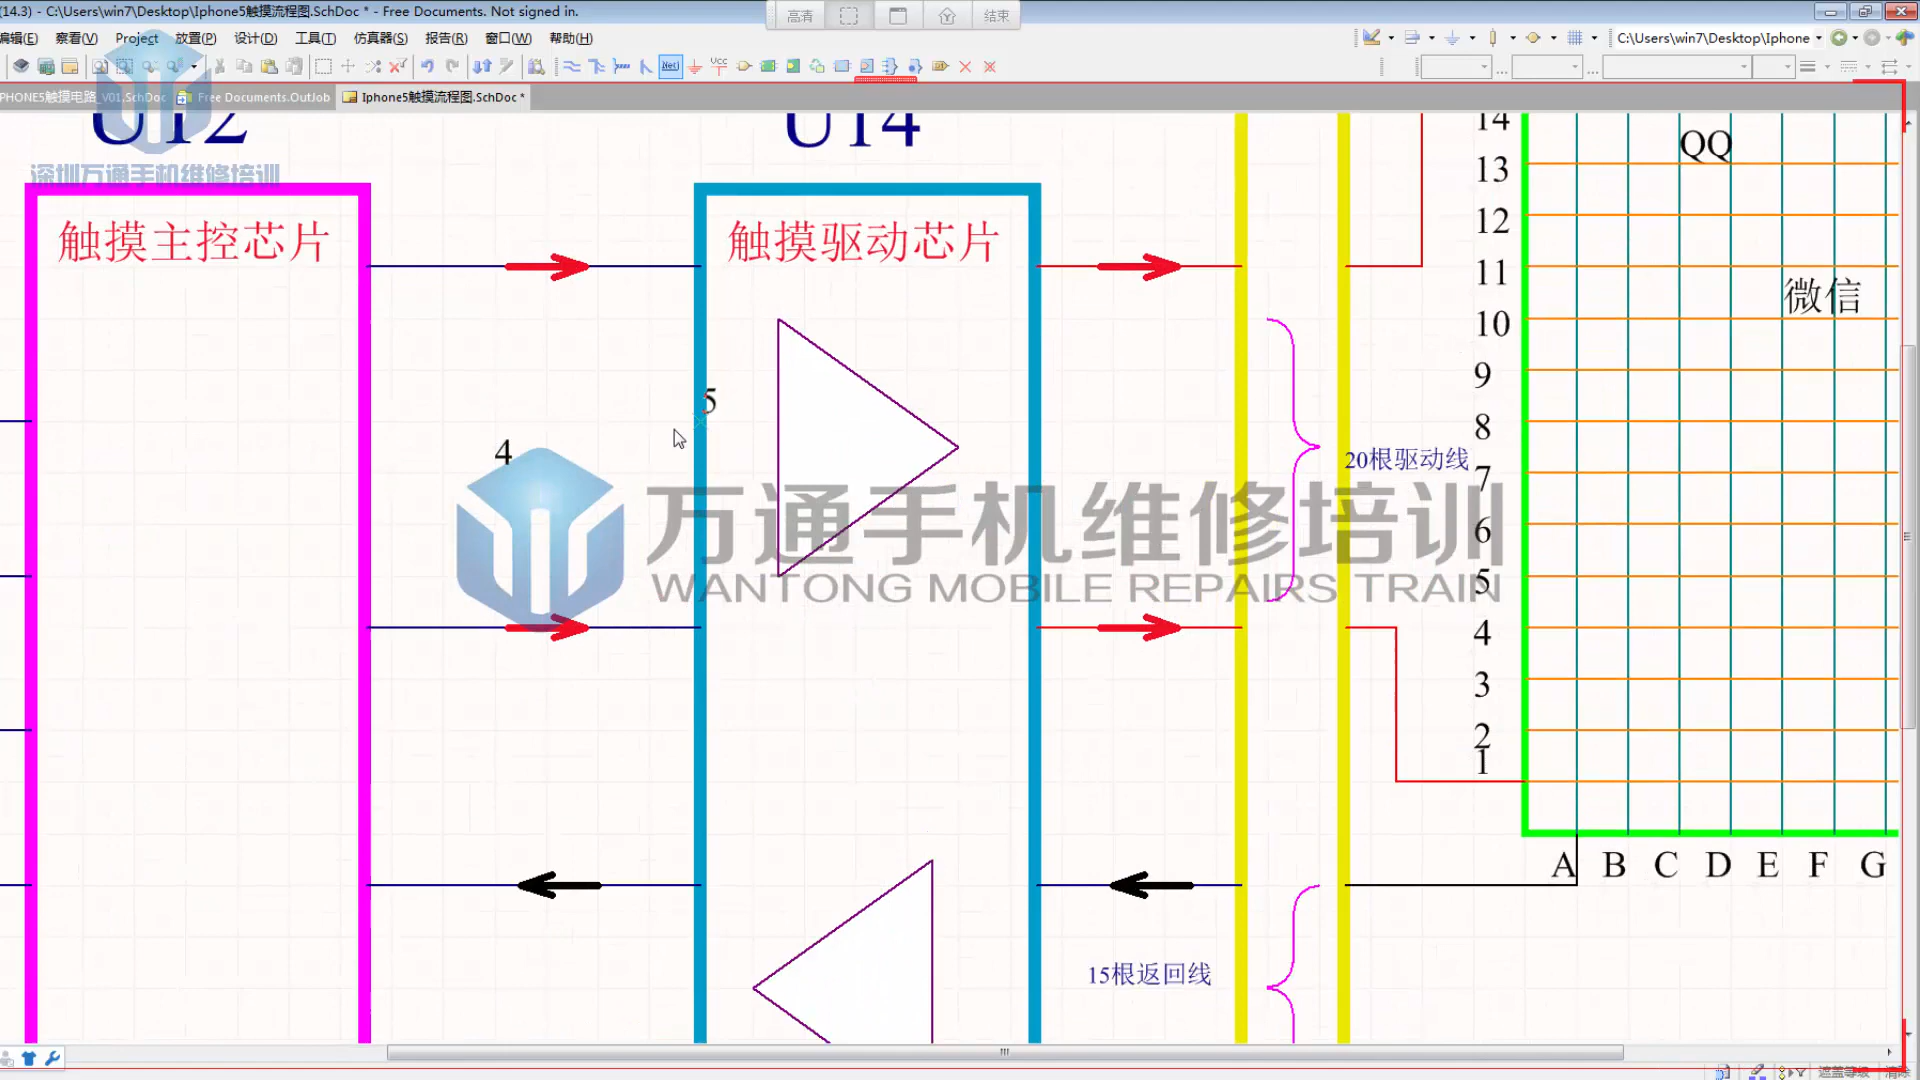 (14.3) - C:\Users\win7\Desktop\Iphone5触摸流程图.SchDoc * - Free Documents. Not signed in.
高清
结束
编辑(E) 察看(V) Project 放置(P) 设计(D) 工具(T) 仿真器(S) 报告(R) 窗口(W) 帮助(H)
C:\Users\win7\Desktop\Iphone
PHONE5触摸电路_V01.SchDoc Free Documents.OutJob Iphone5触摸流程图.SchDoc *
U12 U14
深圳万通手机维修培训
触摸主控芯片
触摸驱动芯片
QQ
微信
14
13
12
11
10
9
8
7
6
5
4
3
2
1
5
4
20根驱动线
万通手机维修培训
WANTONG MOBILE REPAIRS TRAIN
A B C D E F G
15根返回线
遮盖等级 清除